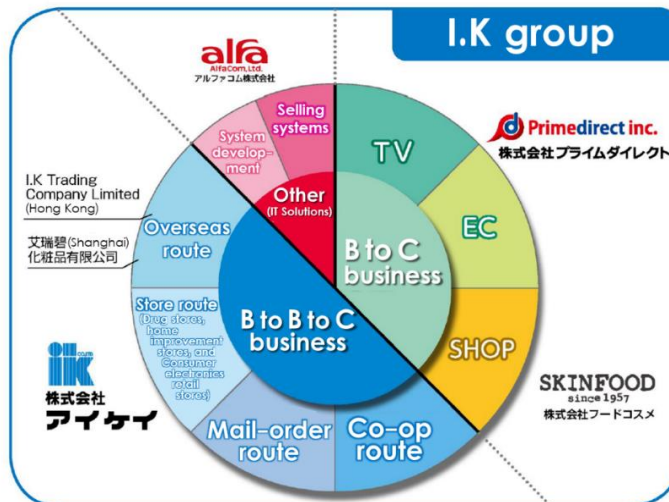 I.K group
alfa
AlfaCom,Ltd.
アルファコム株式会社
Selling
systems
System
develop-
ment
Other
(IT Solutions)
TV
EC
SHOP
B to C
business
Primedirect inc.
株式会社プライムダイレクト
I.K Trading
Company Limited
(Hong Kong)
艾瑞碧(Shanghai)
化粧品有限公司
Overseas
route
Store route
(Drug stores,
home
improvement
stores, and
Consumer
electronics
retail
stores)
B to B to C
business
Mail-order
route
Co-op
route
ik
株式会社
アイケイ
SKINFOOD
since1957
株式会社フードコスメ